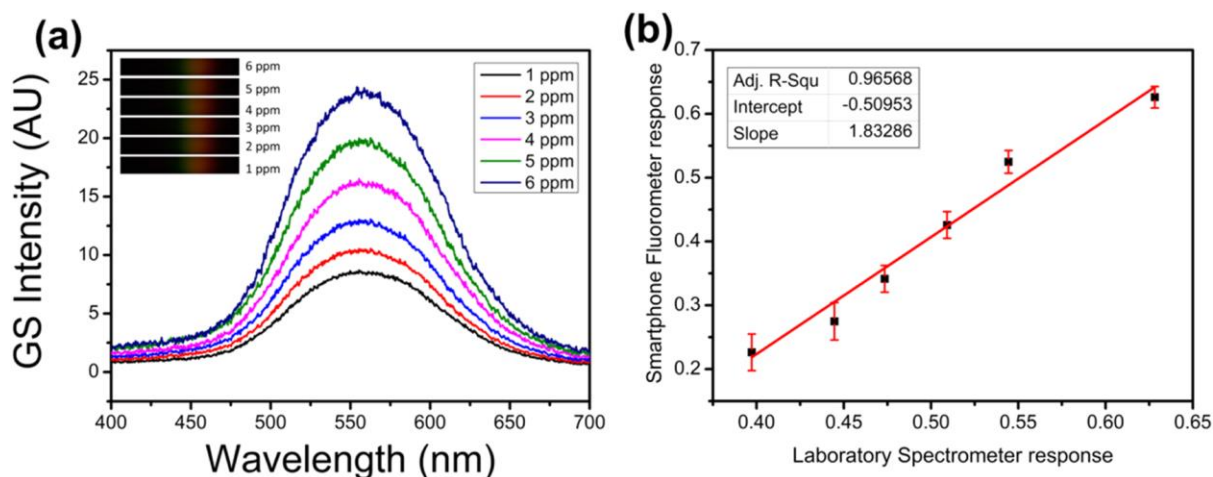 (a)
GS Intensity (AU)
25
20
15
10
5
0
6 ppm
5 ppm
4 ppm
3 ppm
2 ppm
1 ppm
1 ppm
2 ppm
3 ppm
4 ppm
5 ppm
6 ppm
400 450 500 550 600 650 700
Wavelength (nm)
(b)
Smartphone Fluorometer response
0.7
0.6
0.5
0.4
0.3
0.2
Adj. R-Squ 0.96568
Intercept -0.50953
Slope 1.83286
0.40 0.45 0.50 0.55 0.60 0.65
Laboratory Spectrometer response